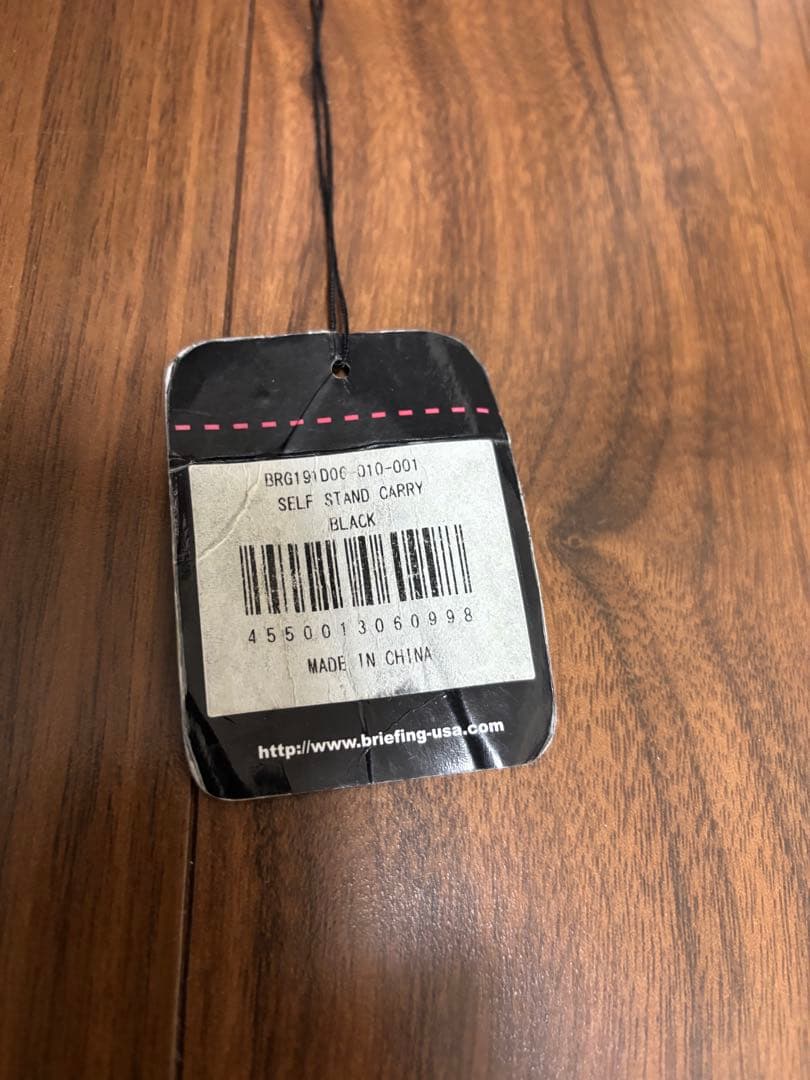 BRG191D06-010-001
SELF STAND CARRY
BLACK
4550013060998
MADE IN CHINA
http://www.briefing-usa.com